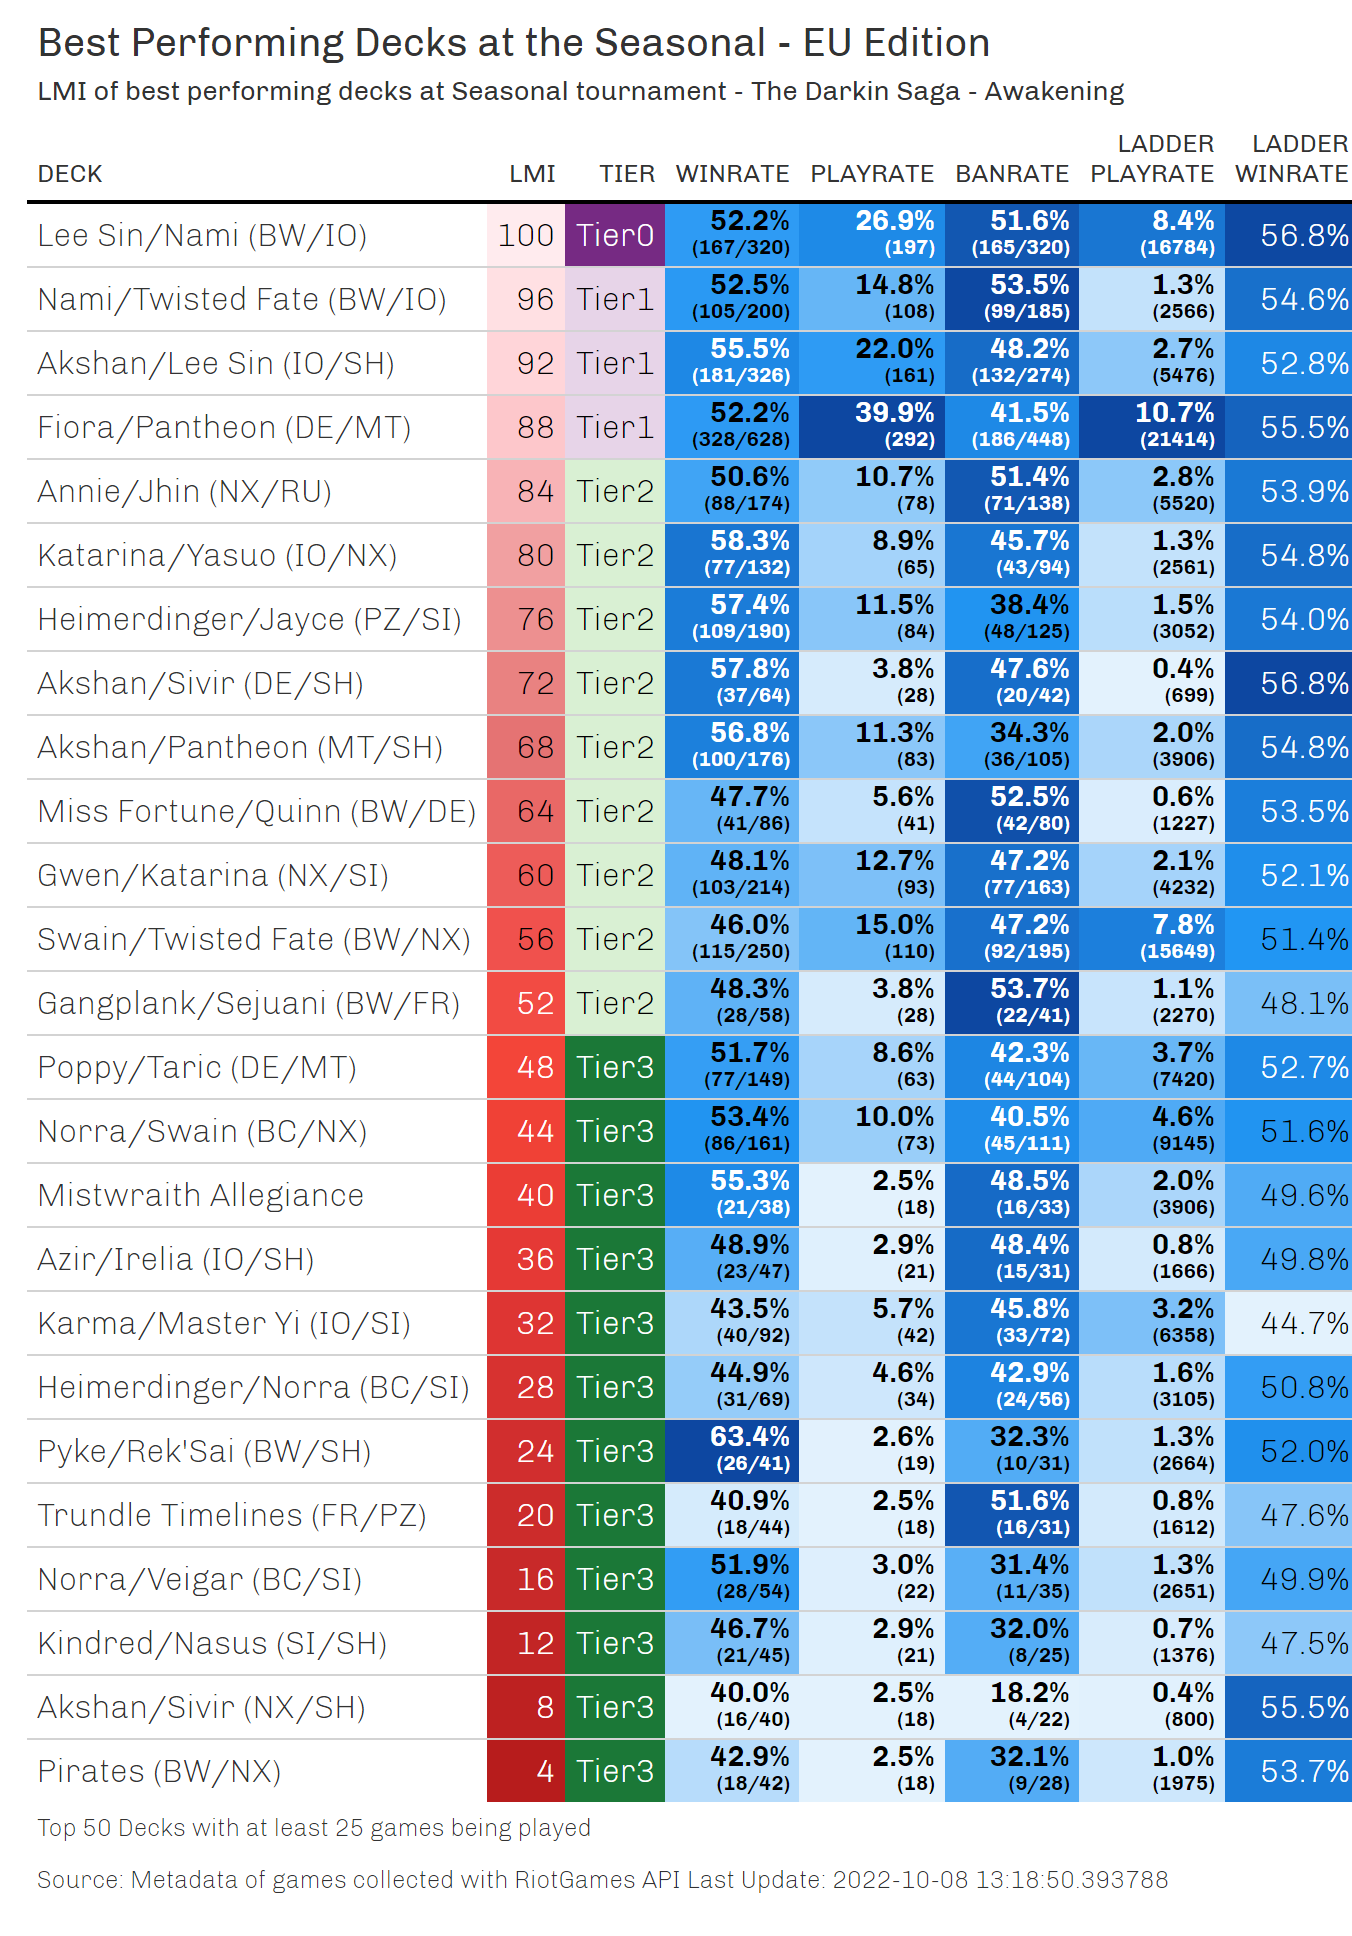 Best Performing Decks at the Seasonal - EU Edition
LMI of best performing decks at Seasonal tournament - The Darkin Saga - Awakening
DECK LMI TIER WINRATE PLAYRATE BANRATE LADDER PLAYRATE LADDER WINRATE
Lee Sin/Nami (BW/IO) 100 Tier0 52.2% 26.9% 51.6% 8.4% 56.8%
(167/320) (197) (165/320) (16784)
Nami/Twisted Fate (BW/IO) 96 Tier1 52.5% 14.8% 53.5% 1.3% 54.6%
(105/200) (108) (99/185) (2566)
Akshan/Lee Sin (IO/SH) 92 Tier1 55.5% 22.0% 48.2% 2.7% 52.8%
(181/326) (161) (132/274) (5476)
Fiora/Pantheon (DE/MT) 88 Tier1 52.2% 39.9% 41.5% 10.7% 55.5%
(328/628) (292) (186/448) (21414)
Annie/Jhin (NX/RU) 84 Tier2 50.6% 10.7% 51.4% 2.8% 53.9%
(88/174) (78) (71/138) (5520)
Katarina/Yasuo (IO/NX) 80 Tier2 58.3% 8.9% 45.7% 1.3% 54.8%
(77/132) (65) (43/94) (2561)
Heimerdinger/Jayce (PZ/SI) 76 Tier2 57.4% 11.5% 38.4% 1.5% 54.0%
(109/190) (84) (48/125) (3052)
Akshan/Sivir (DE/SH) 72 Tier2 57.8% 3.8% 47.6% 0.4% 56.8%
(37/64) (28) (20/42) (699)
Akshan/Pantheon (MT/SH) 68 Tier2 56.8% 11.3% 34.3% 2.0% 54.8%
(100/176) (83) (36/105) (3906)
Miss Fortune/Quinn (BW/DE) 64 Tier2 47.7% 5.6% 52.5% 0.6% 53.5%
(41/86) (41) (42/80) (1227)
Gwen/Katarina (NX/SI) 60 Tier2 48.1% 12.7% 47.2% 2.1% 52.1%
(103/214) (93) (77/163) (4232)
Swain/Twisted Fate (BW/NX) 56 Tier2 46.0% 15.0% 47.2% 7.8% 51.4%
(115/250) (110) (92/195) (15649)
Gangplank/Sejuani (BW/FR) 52 Tier2 48.3% 3.8% 53.7% 1.1% 48.1%
(28/58) (28) (22/41) (2270)
Poppy/Taric (DE/MT) 48 Tier3 51.7% 8.6% 42.3% 3.7% 52.7%
(77/149) (63) (44/104) (7420)
Norra/Swain (BC/NX) 44 Tier3 53.4% 10.0% 40.5% 4.6% 51.6%
(86/161) (73) (45/111) (9145)
Mistwraith Allegiance 40 Tier3 55.3% 2.5% 48.5% 2.0% 49.6%
(21/38) (18) (16/33) (3906)
Azir/Irelia (IO/SH) 36 Tier3 48.9% 2.9% 48.4% 0.8% 49.8%
(23/47) (21) (15/31) (1666)
Karma/Master Yi (IO/SI) 32 Tier3 43.5% 5.7% 45.8% 3.2% 44.7%
(40/92) (42) (33/72) (6358)
Heimerdinger/Norra (BC/SI) 28 Tier3 44.9% 4.6% 42.9% 1.6% 50.8%
(31/69) (34) (24/56) (3105)
Pyke/Rek'Sai (BW/SH) 24 Tier3 63.4% 2.6% 32.3% 1.3% 52.0%
(26/41) (19) (10/31) (2664)
Trundle Timelines (FR/PZ) 20 Tier3 40.9% 2.5% 51.6% 0.8% 47.6%
(18/44) (18) (16/31) (1612)
Norra/Veigar (BC/SI) 16 Tier3 51.9% 3.0% 31.4% 1.3% 49.9%
(28/54) (22) (11/35) (2651)
Kindred/Nasus (SI/SH) 12 Tier3 46.7% 2.9% 32.0% 0.7% 47.5%
(21/45) (21) (8/25) (1376)
Akshan/Sivir (NX/SH) 8 Tier3 40.0% 2.5% 18.2% 0.4% 55.5%
(16/40) (18) (4/22) (800)
Pirates (BW/NX) 4 Tier3 42.9% 2.5% 32.1% 1.0% 53.7%
(18/42) (18) (9/28) (1975)
Top 50 Decks with at least 25 games being played
Source: Metadata of games collected with RiotGames API Last Update: 2022-10-08 13:18:50.393788